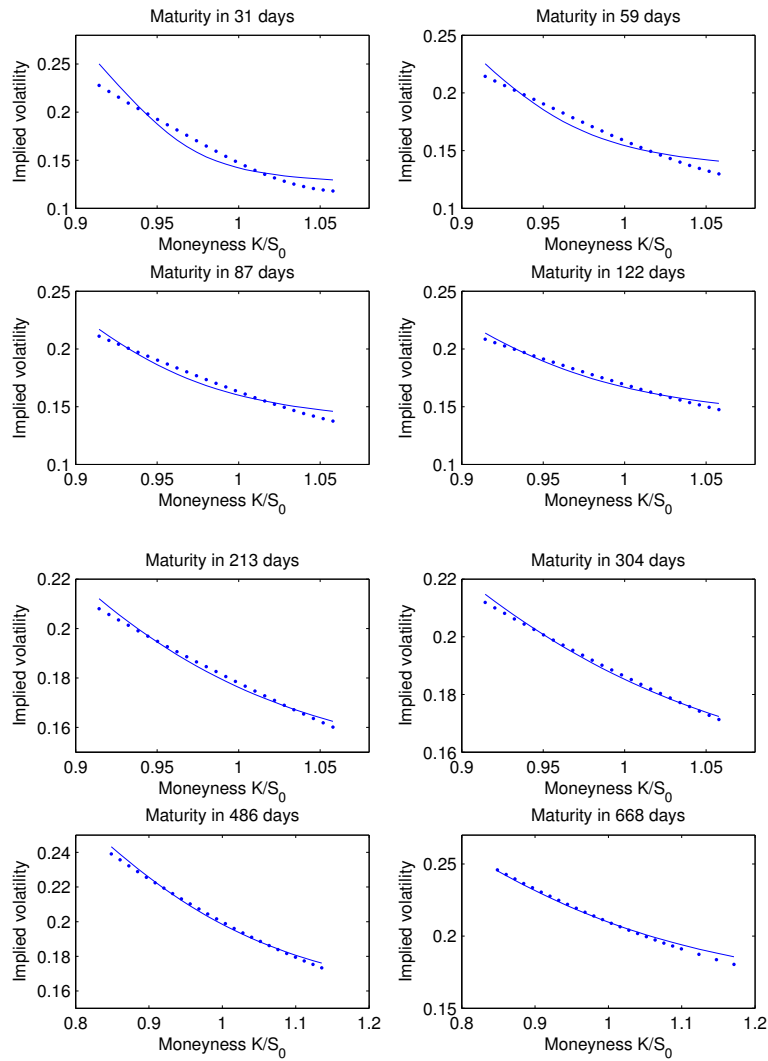 Maturity in 31 days
Implied volatility
0.25
0.2
0.15
0.1
0.9 0.95 1 1.05
Moneyness K/S0
Maturity in 59 days
Implied volatility
0.25
0.2
0.15
0.1
0.9 0.95 1 1.05
Moneyness K/S0
Maturity in 87 days
Implied volatility
0.25
0.2
0.15
0.1
0.9 0.95 1 1.05
Moneyness K/S0
Maturity in 122 days
Implied volatility
0.25
0.2
0.15
0.1
0.9 0.95 1 1.05
Moneyness K/S0
Maturity in 213 days
Implied volatility
0.22
0.2
0.18
0.16
0.9 0.95 1 1.05
Moneyness K/S0
Maturity in 304 days
Implied volatility
0.22
0.2
0.18
0.16
0.9 0.95 1 1.05
Moneyness K/S0
Maturity in 486 days
Implied volatility
0.24
0.22
0.2
0.18
0.16
0.8 0.9 1 1.1 1.2
Moneyness K/S0
Maturity in 668 days
Implied volatility
0.25
0.2
0.15
0.8 0.9 1 1.1 1.2
Moneyness K/S0